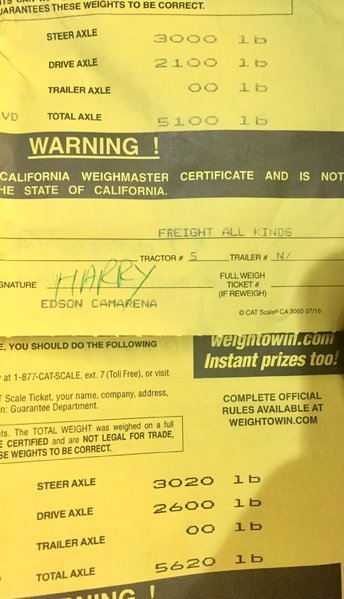 GUARANTEES THESE WEIGHTS TO BE CORRECT.
STEER AXLE 3000 lb
DRIVE AXLE 2100 lb
TRAILER AXLE 00 lb
VD TOTAL AXLE 5100 lb
WARNING !
CALIFORNIA WEIGHMASTER CERTIFICATE AND IS NOT
HE STATE OF CALIFORNIA.
FREIGHT ALL KINDS
TRACTOR # 5 TRAILER # N/
GNATURE HARRY FULL WEIGH
TICKET #
(IF REWEIGH)
EDSON CAMARENA
© CAT Scale® CA 3060 07/16
E, YOU SHOULD DO THE FOLLOWING
weightowin.com
Instant prizes too!
y at 1-877-CAT-SCALE, ext. 7 (Toll Free), or visit
T Scale Ticket, your name, company, address,
n: Guarantee Department.
COMPLETE OFFICIAL
RULES AVAILABLE AT
WEIGHTOWIN.COM
nts. The TOTAL WEIGHT was weighed on a full
E CERTIFIED and are NOT LEGAL FOR TRADE,
SE WEIGHTS TO BE CORRECT.
STEER AXLE 3020 lb
DRIVE AXLE 2600 lb
TRAILER AXLE 00 lb
TOTAL AXLE 5620 lb
WARNING !